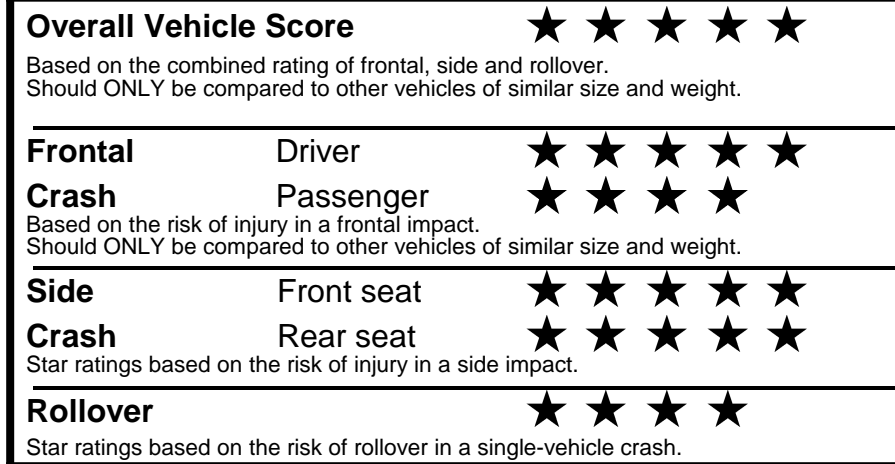 Overall Vehicle Score ★ ★ ★ ★ ★
Based on the combined rating of frontal, side and rollover.
Should ONLY be compared to other vehicles of similar size and weight.
Frontal Driver ★ ★ ★ ★ ★
Crash Passenger ★ ★ ★ ★
Based on the risk of injury in a frontal impact.
Should ONLY be compared to other vehicles of similar size and weight.
Side Front seat ★ ★ ★ ★ ★
Crash Rear seat ★ ★ ★ ★ ★
Star ratings based on the risk of injury in a side impact.
Rollover ★ ★ ★ ★
Star ratings based on the risk of rollover in a single-vehicle crash.